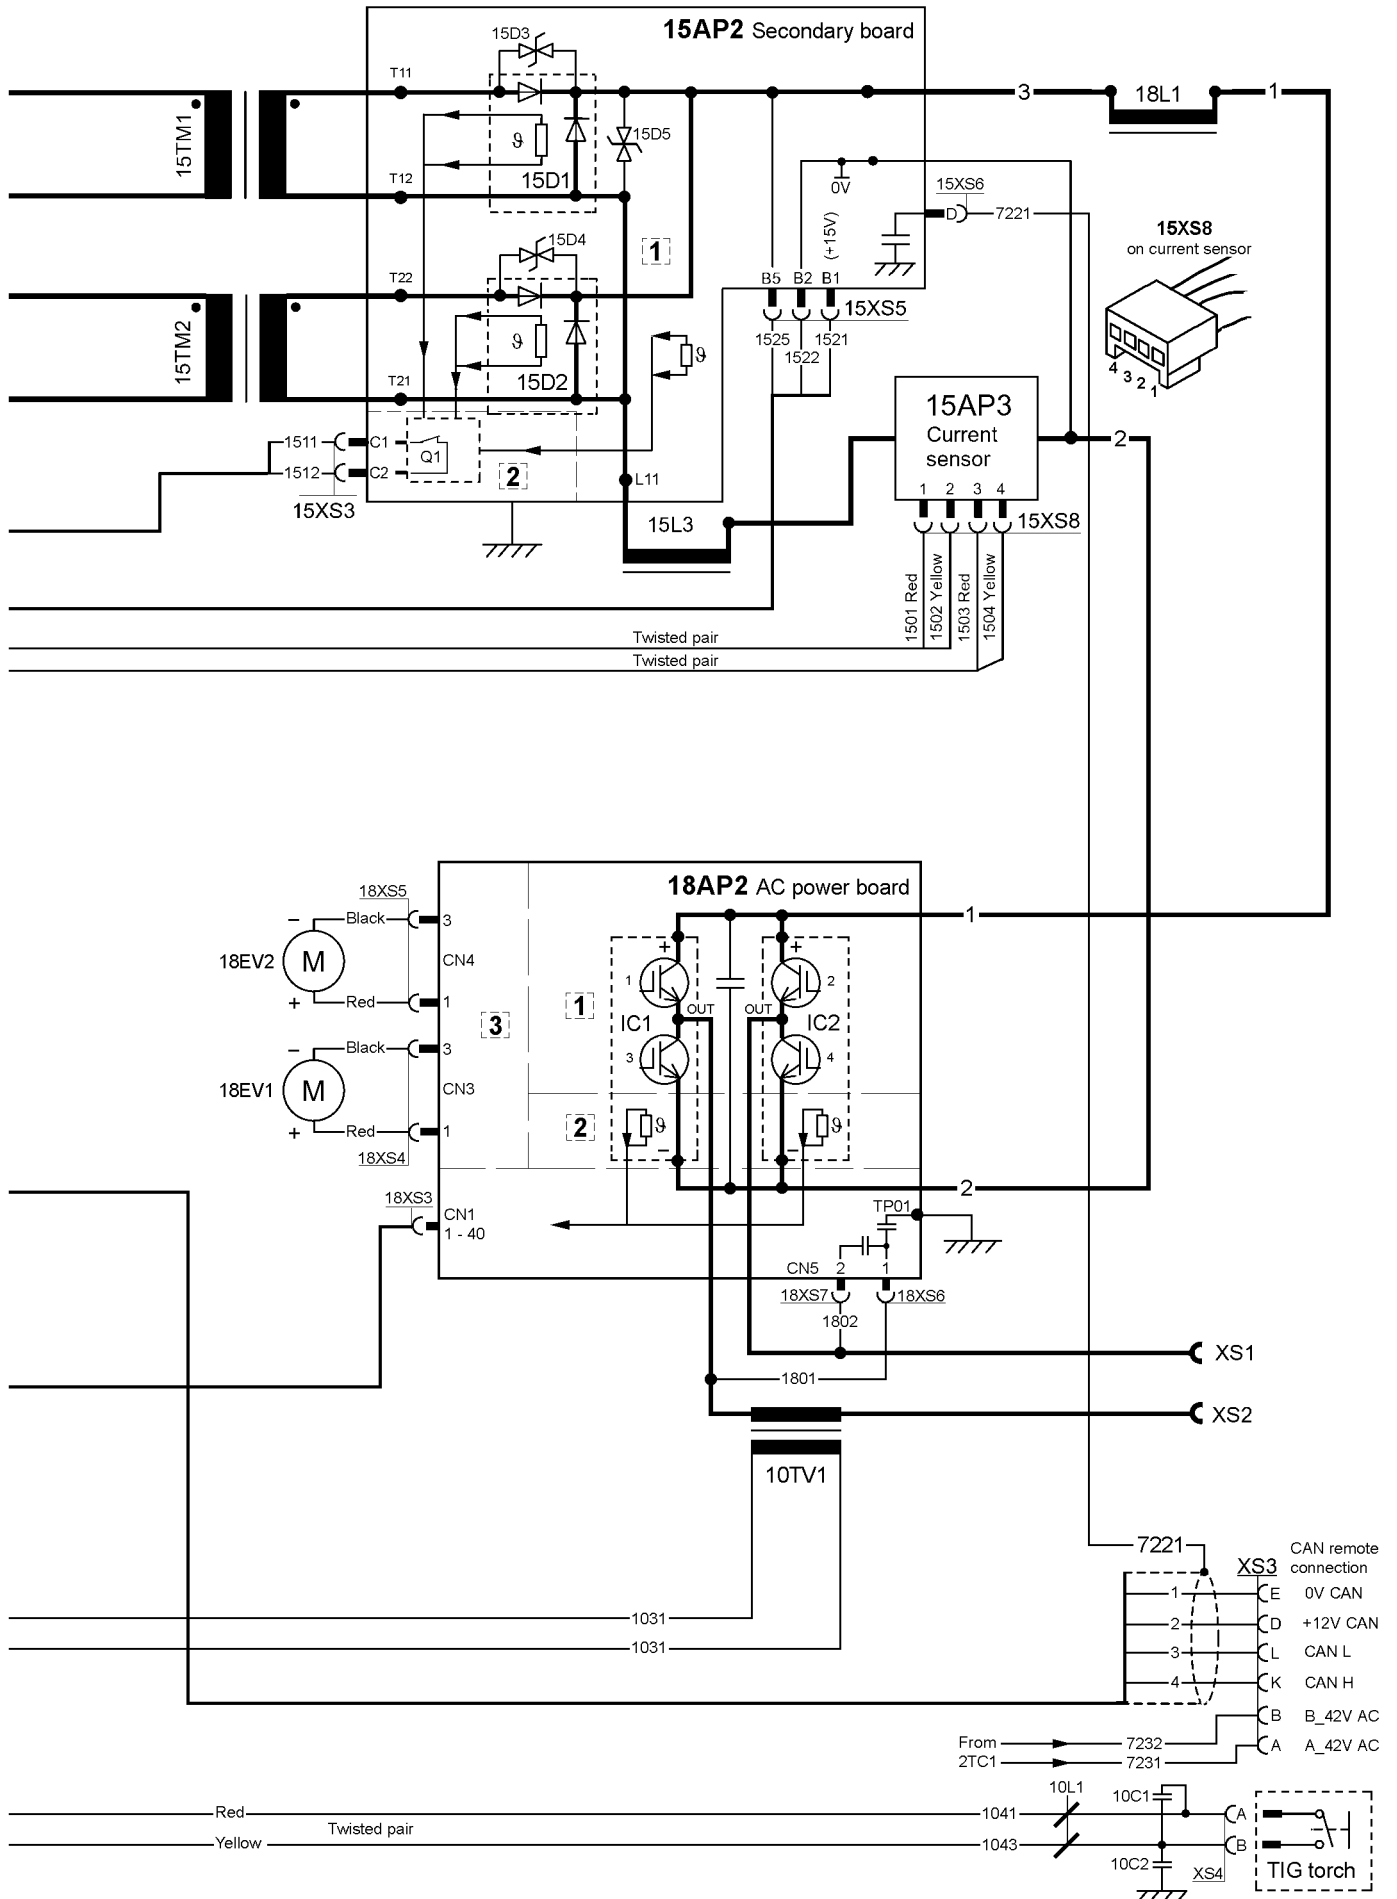 15AP2 Secondary board
15D3
T11
3
18L1
1
15TM1
ϑ
15D5
15D1
T12
0V
15XS6
D
7221
(+15V)
15XS8
on current sensor
15D4
1
T22
B5 B2 B1
15XS5
1525
1522
1521
15TM2
ϑ
ϑ
15D2
T21
4 3 2 1
15AP3
Current
sensor
2
1511
C1
Q1
1512
C2
2
L11
1 2 3 4
15XS3
15L3
15XS8
1501 Red
1502 Yellow
1503 Red
1504 Yellow
Twisted pair
Twisted pair
18AP2 AC power board
18XS5
1
− Black 3
18EV2
M
CN4
+ Red 1
+
+
1
2
OUT
OUT
1
3
IC1
IC2
3
4
− Black 3
18EV1
M
CN3
+ Red 1
18XS4
2
ϑ
ϑ
−
−
2
18XS3
CN1
1 - 40
TP01
CN5 2 1
18XS7
18XS6
1802
XS1
1801
XS2
10TV1
7221
XS3
CAN remote
connection
1 E 0V CAN
2 D +12V CAN
3 L CAN L
4 K CAN H
B B_42V AC
A A_42V AC
1031
1031
From
2TC1
7232
7231
10L1
10C1
Red
1041
A
Twisted pair
Yellow
1043
B
10C2
XS4
TIG torch